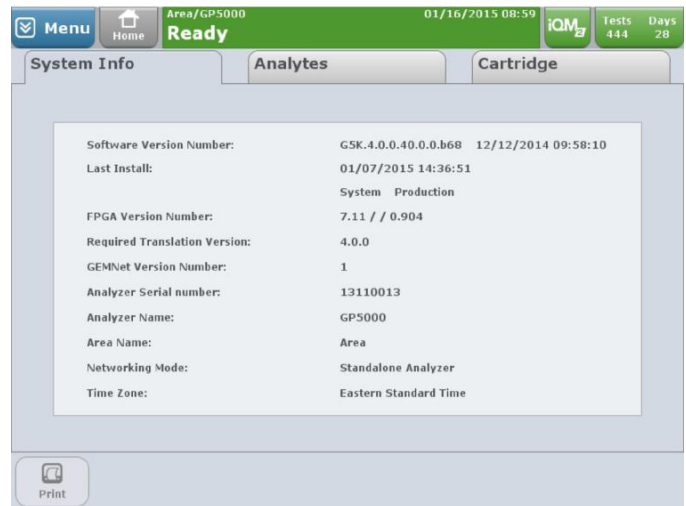 Menu
Home
Area/GP5000
Ready
01/16/2015 08:59
iQM2
Tests Days
444 28
System Info Analytes Cartridge
Software Version Number: G5K.4.0.0.40.0.0.b68 12/12/2014 09:58:10
Last Install: 01/07/2015 14:36:51
System Production
FPGA Version Number: 7.11 / / 0.904
Required Translation Version: 4.0.0
GEMNet Version Number: 1
Analyzer Serial number: 13110013
Analyzer Name: GP5000
Area Name: Area
Networking Mode: Standalone Analyzer
Time Zone: Eastern Standard Time
Print